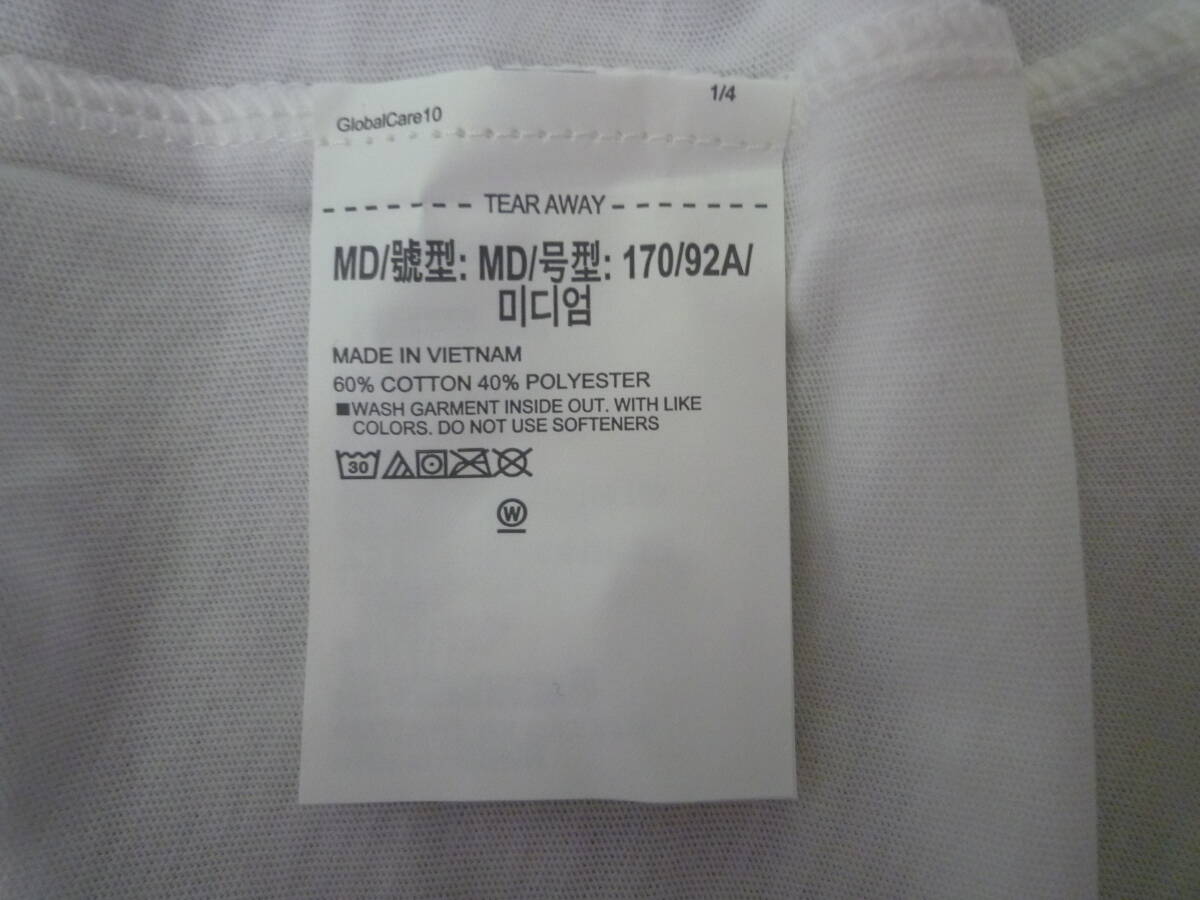 GlobalCare10
1/4
- - - - - - - TEAR AWAY - - - - - - -
MD/號型: MD/号型: 170/92A/
미디엄
MADE IN VIETNAM
60% COTTON 40% POLYESTER
■WASH GARMENT INSIDE OUT. WITH LIKE
COLORS. DO NOT USE SOFTENERS
30
W